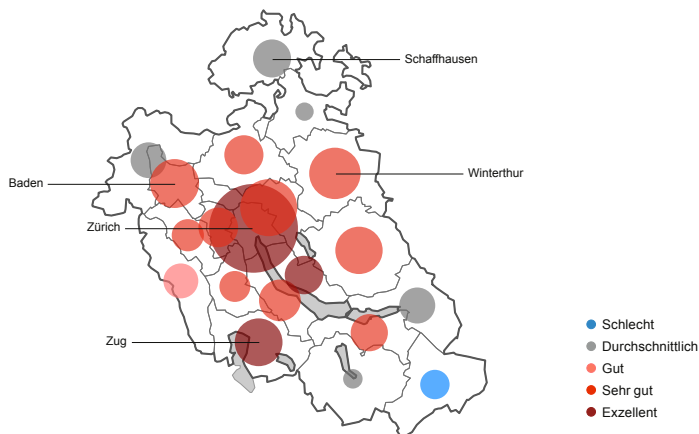 Schaffhausen
Winterthur
Baden
Zürich
Zug
Schlecht
Durchschnittlich
Gut
Sehr gut
Exzellent